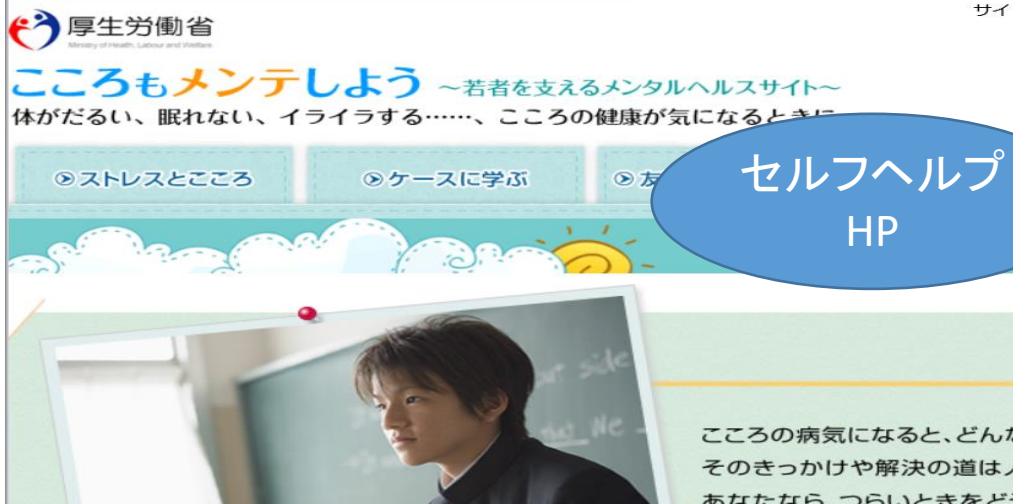 サイ
厚生労働省
Ministry of Health, Labour and Welfare
こころもメンテしよう ～若者を支えるメンタルヘルスサイト～
体がだるい、眠れない、イライラする……、こころの健康が気になるときに
ストレスとこころ
ケースに学ぶ
友
セルフヘルプ
HP
side
We
こころの病気になると、どんな
そのきっかけや解決の道は人
あなたなら、つらいときをど